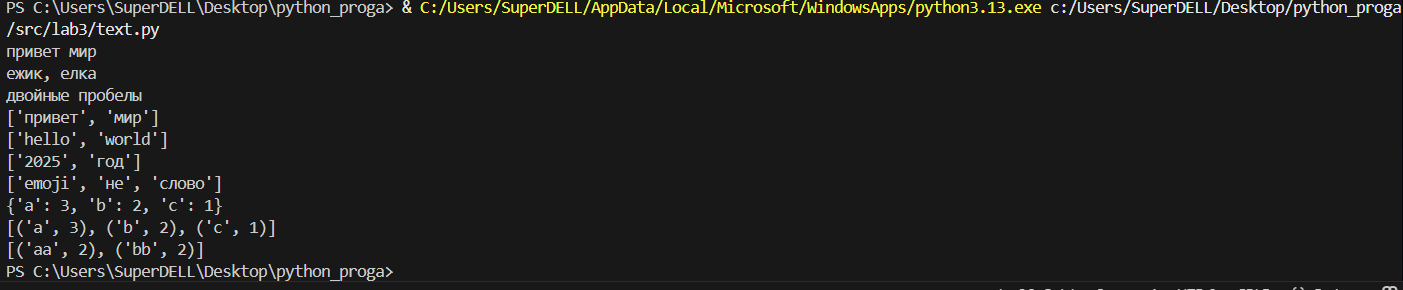 PS C:\Users\SuperDELL\Desktop\python_proga> & C:/Users/SuperDELL/AppData/Local/Microsoft/WindowsApps/python3.13.exe c:/Users/SuperDELL/Desktop/python_proga
/src/lab3/text.py
привет мир
ежик, елка
двойные пробелы
['привет', 'мир']
['hello', 'world']
['2025', 'год']
['emoji', 'не', 'слово']
{'a': 3, 'b': 2, 'c': 1}
[('a', 3), ('b', 2), ('c', 1)]
[('aa', 2), ('bb', 2)]
PS C:\Users\SuperDELL\Desktop\python_proga>